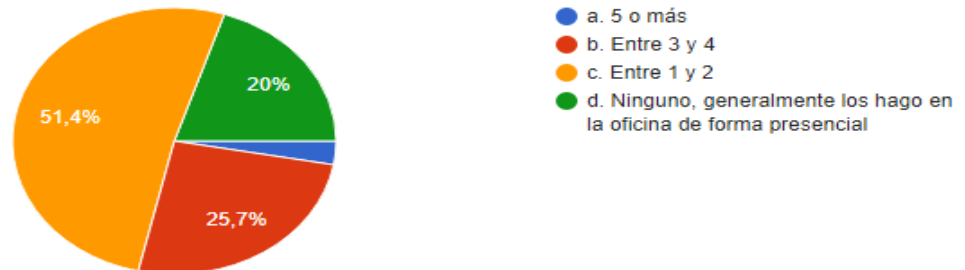 20%
51,4%
25,7%
a. 5 o más
b. Entre 3 y 4
c. Entre 1 y 2
d. Ninguno, generalmente los hago en
la oficina de forma presencial